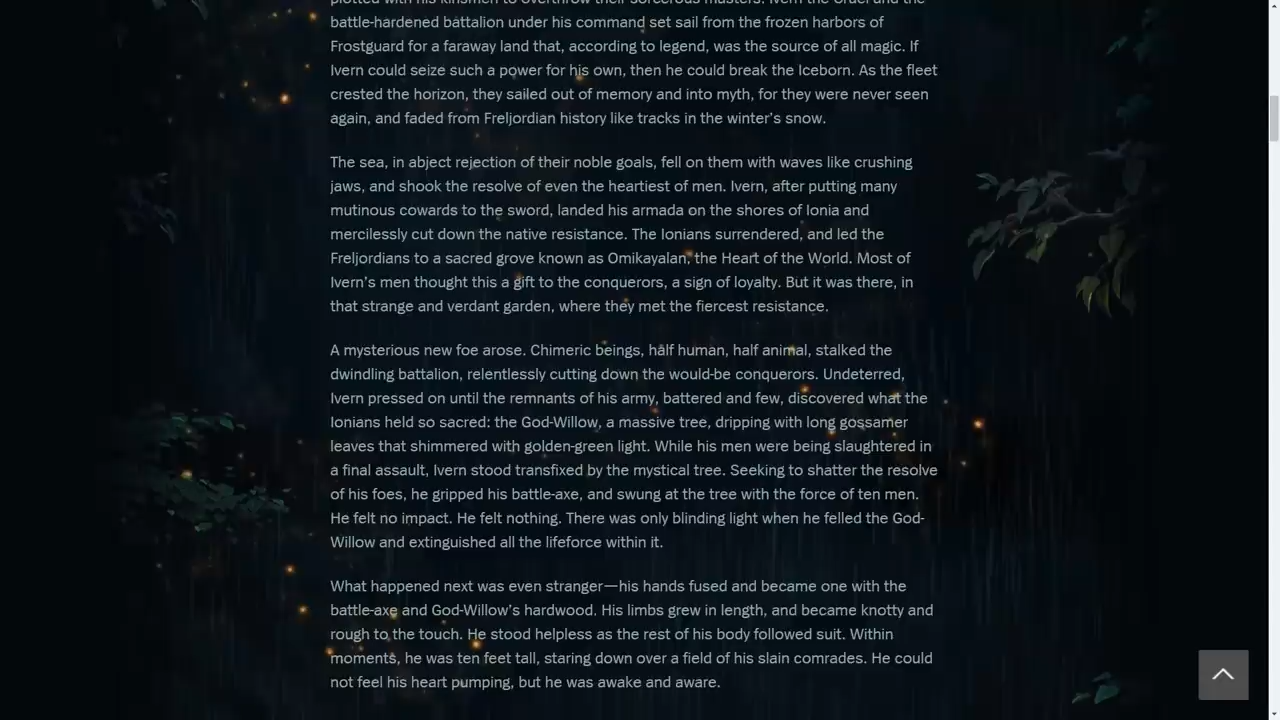 plotted with his kinsmen to overthrow their sorcerous masters. Ivern the Cruel and the
battle-hardened battalion under his command set sail from the frozen harbors of
Frostguard for a faraway land that, according to legend, was the source of all magic. If
Ivern could seize such a power for his own, then he could break the Iceborn. As the fleet
crested the horizon, they sailed out of memory and into myth, for they were never seen
again, and faded from Freljordian history like tracks in the winter's snow.
The sea, in abject rejection of their noble goals, fell on them with waves like crushing
jaws, and shook the resolve of even the heartiest of men. Ivern, after putting many
mutinous cowards to the sword, landed his armada on the shores of Ionia and
mercilessly cut down the native resistance. The Ionians surrendered, and led the
Freljordians to a sacred grove known as Omikayalan, the Heart of the World. Most of
Ivern's men thought this a gift to the conquerors, a sign of loyalty. But it was there, in
that strange and verdant garden, where they met the fiercest resistance.
A mysterious new foe arose. Chimeric beings, half human, half animal, stalked the
dwindling battalion, relentlessly cutting down the would-be conquerors. Undeterred,
Ivern pressed on until the remnants of his army, battered and few, discovered what the
Ionians held so sacred: the God-Willow, a massive tree, dripping with long gossamer
leaves that shimmered with golden-green light. While his men were being slaughtered in
a final assault, Ivern stood transfixed by the mystical tree. Seeking to shatter the resolve
of his foes, he gripped his battle-axe, and swung at the tree with the force of ten men.
He felt no impact. He felt nothing. There was only blinding light when he felled the God-
Willow and extinguished all the lifeforce within it.
What happened next was even stranger—his hands fused and became one with the
battle-axe and God-Willow's hardwood. His limbs grew in length, and became knotty and
rough to the touch. He stood helpless as the rest of his body followed suit. Within
moments, he was ten feet tall, staring down over a field of his slain comrades. He could
not feel his heart pumping, but he was awake and aware.